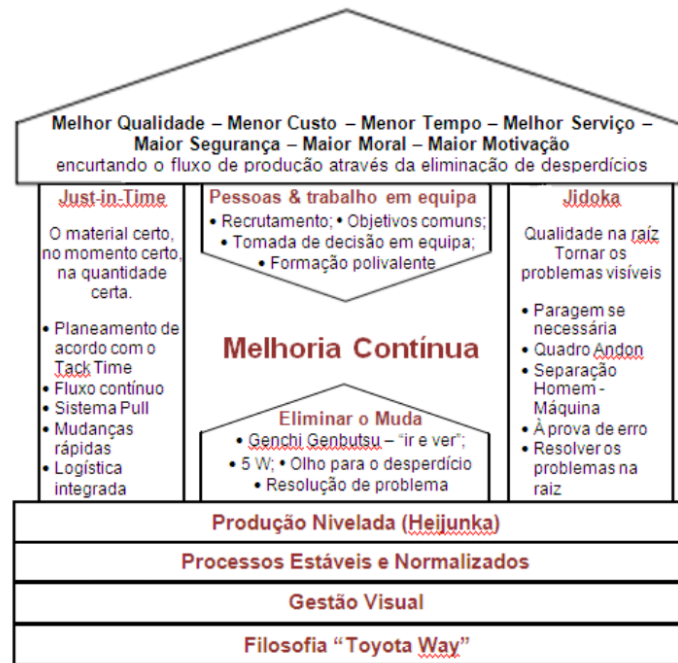 Melhor Qualidade – Menor Custo – Menor Tempo – Melhor Serviço –
Maior Segurança – Maior Moral – Maior Motivação
encurtando o fluxo de produção através da eliminação de desperdícios
Just-in-Time
O material certo,
no momento certo,
na quantidade
certa.
• Planeamento de
acordo com o
Tack Time
• Fluxo contínuo
• Sistema Pull
• Mudanças
rápidas
• Logística
integrada
Pessoas & trabalho em equipa
• Recrutamento; • Objetivos comuns;
• Tomada de decisão em equipa;
• Formação polivalente
Melhoria Contínua
Eliminar o Muda
• Genchi Genbutsu – “ir e ver”;
• 5 W; • Olho para o desperdício
• Resolução de problema
Jidoka
Qualidade na raíz
Tornar os
problemas visíveis
• Paragem se
necessária
• Quadro Andon
• Separação
Homem -
Máquina
• À prova de erro
• Resolver os
problemas na
raiz
Produção Nivelada (Heijunka)
Processos Estáveis e Normalizados
Gestão Visual
Filosofia “Toyota Way”